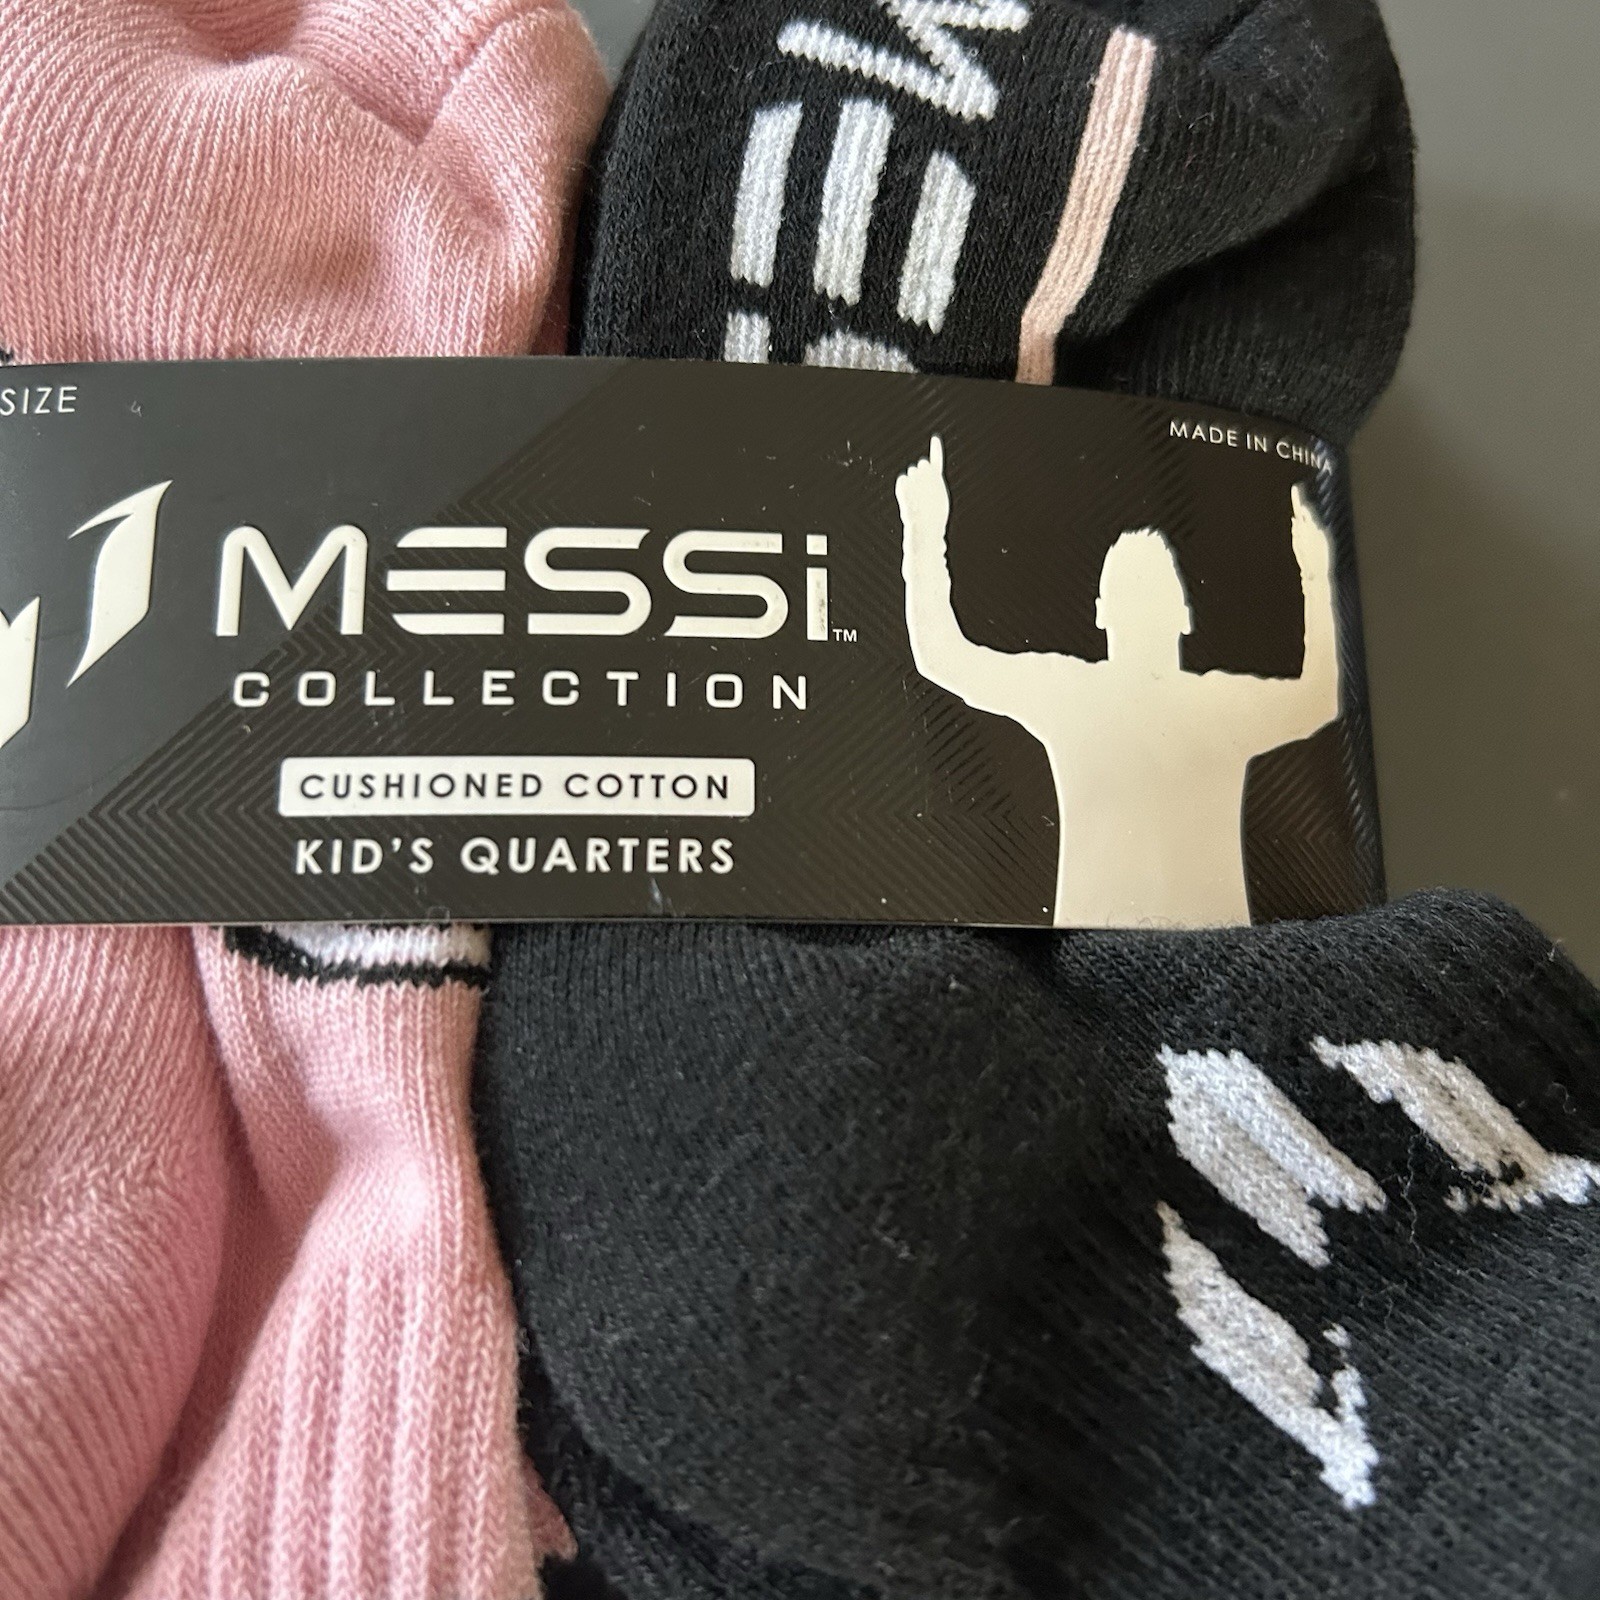 SIZE
MADE IN CHINA
MESSi™
COLLECTION
CUSHIONED COTTON
KID'S QUARTERS